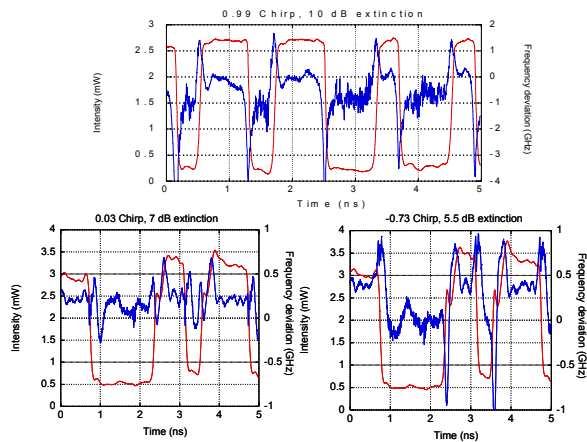 0.99 Chirp, 10 dB extinction
Intensity (mW)
3
2.5
2
1.5
1
0.5
0
Frequency deviation (GHz)
2
1
0
-1
-2
-3
-4
0 1 2 3 4 5
Time (ns)
0.03 Chirp, 7 dB extinction
Intensity (mW)
4
3.5
3
2.5
2
1.5
1
0.5
0
Frequency deviation (GHz)
1
0.5
0
-0.5
-1
0 1 2 3 4 5
Time (ns)
-0.73 Chirp, 5.5 dB extinction
Intensity (mW)
4
3.5
3
2.5
2
1.5
1
0.5
0
Frequency deviation (GHz)
1
0.5
0
-0.5
-1
0 1 2 3 4 5
Time (ns)